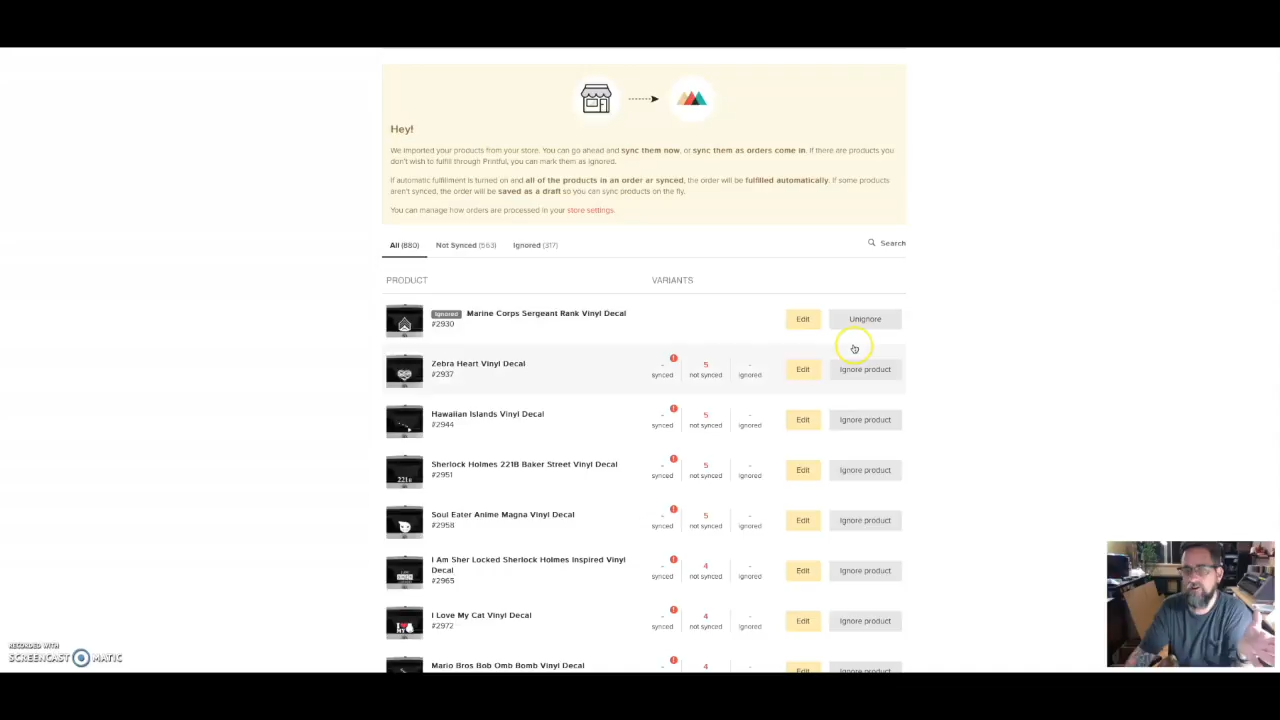 Hey!
We imported your products from your store. You can go ahead and sync them now, or sync them as orders come in. If there are products you
don't wish to fulfill through Printful, you can mark them as ignored.
If automatic fulfillment is turned on and all of the products in an order ar synced, the order will be fulfilled automatically. If some products
aren't synced, the order will be saved as a draft so you can sync products on the fly.
You can manage how orders are processed in your store settings.
All (880) Not Synced (563) Ignored (317) Search
PRODUCT VARIANTS
Ignored Marine Corps Sergeant Rank Vinyl Decal
#2930
Edit Unignore
Zebra Heart Vinyl Decal
#2937
- synced 5 not synced - ignored Edit Ignore product
Hawaiian Islands Vinyl Decal
#2944
- synced 5 not synced - ignored Edit Ignore product
221B
Sherlock Holmes 221B Baker Street Vinyl Decal
#2951
- synced 5 not synced - ignored Edit Ignore product
Soul Eater Anime Magna Vinyl Decal
#2958
- synced 5 not synced - ignored Edit Ignore product
I Am Sher Locked Sherlock Holmes Inspired Vinyl
Decal
#2965
- synced 4 not synced - ignored Edit Ignore product
I Love My Cat Vinyl Decal
#2972
- synced 4 not synced - ignored Edit Ignore product
Mario Bros Bob Omb Bomb Vinyl Decal
- 4 - Edit Ignore product
RECORDED WITH
SCREENCAST MATIC